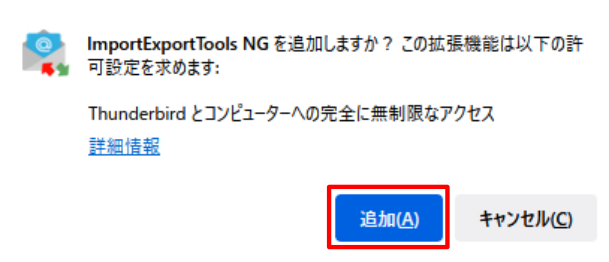 ImportExportTools NG を追加しますか？ この拡張機能は以下の許
可設定を求めます:
Thunderbird とコンピューターへの完全に無制限なアクセス
詳細情報
追加(A)
キャンセル(C)